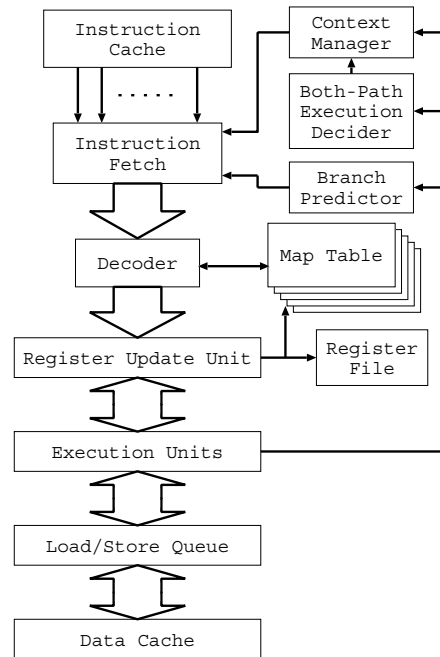 Instruction
Cache
Context
Manager
Both-Path
Execution
Decider
Instruction
Fetch
Branch
Predictor
Decoder
Map Table
Register Update Unit
Register
File
Execution Units
Load/Store Queue
Data Cache